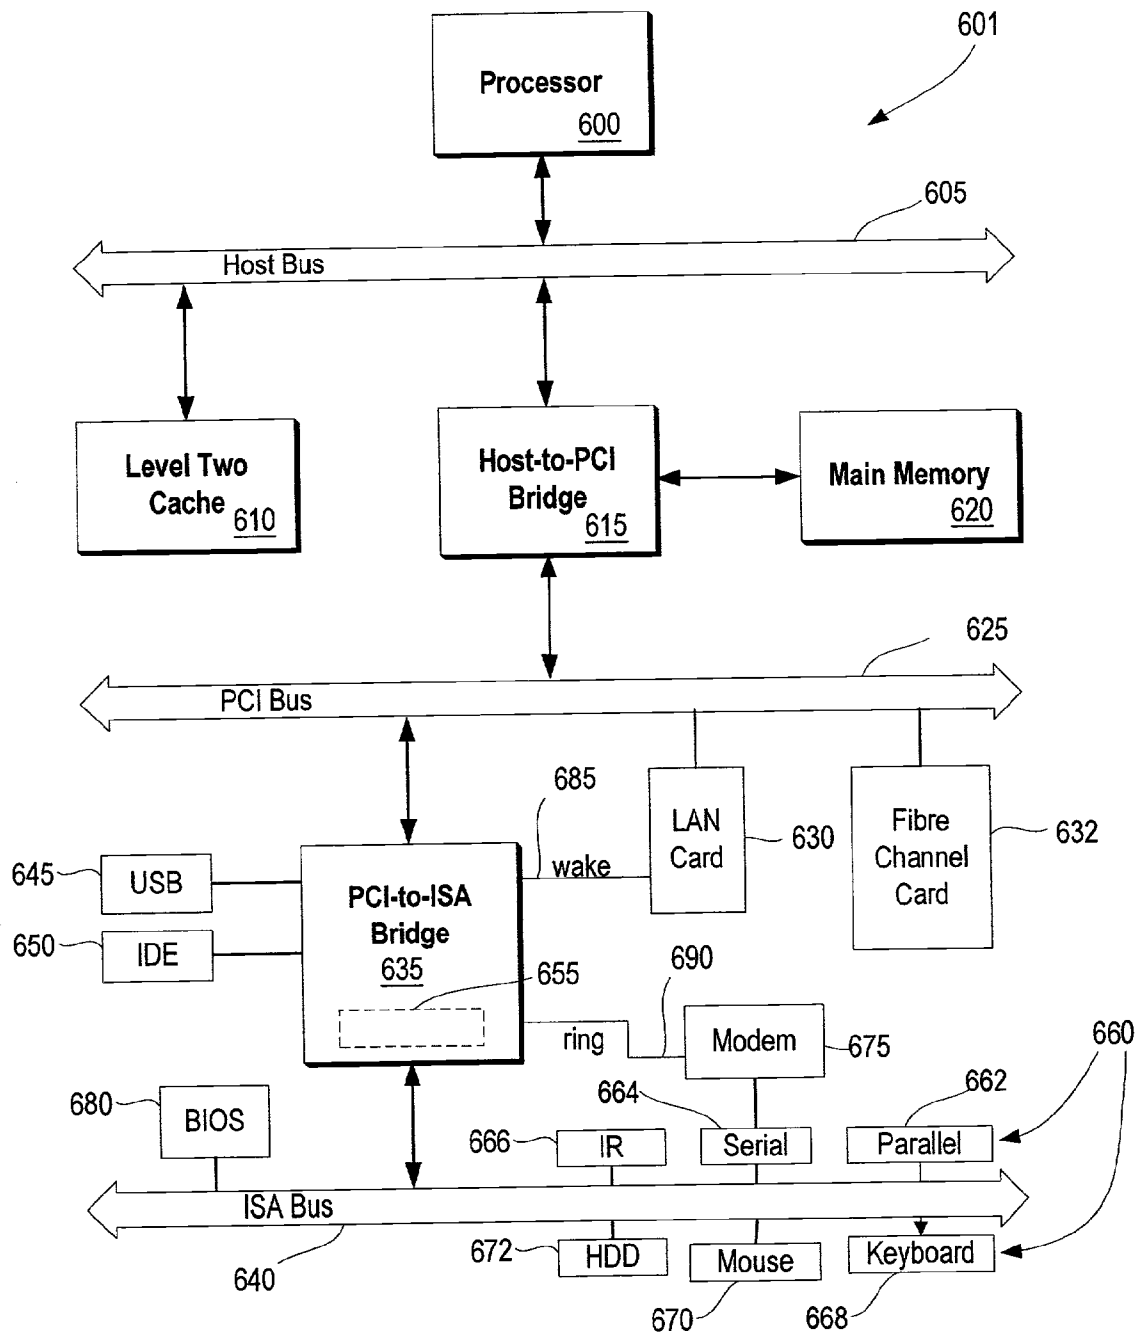 601
Processor
600
605
Host Bus
Level Two
Cache
610
Host-to-PCI
Bridge
615
Main Memory
620
625
PCI Bus
685
LAN
Card
630
Fibre
Channel
Card
632
wake
645
USB
650
IDE
PCI-to-ISA
Bridge
635
655
690
ring
Modem
675
660
680
BIOS
664
662
666
IR
Serial
Parallel
ISA Bus
640
672
HDD
Mouse
Keyboard
670
668